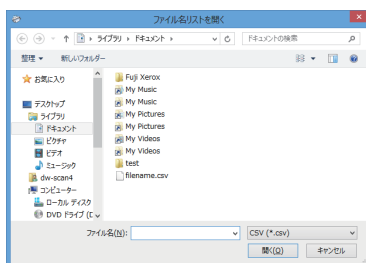 ファイル名リストを開く
ライブラリ ▸ ドキュメント ▸
ドキュメントの検索
整理 ▼ 新しいフォルダー
お気に入り
デスクトップ
ライブラリ
ドキュメント
ピクチャ
ビデオ
ミュージック
dw-scan4
コンピューター
ローカル ディスク
DVD ドライブ (E
Fuji Xerox
My Music
My Music
My Pictures
My Pictures
My Videos
My Videos
test
filename.csv
ファイル名(N):
CSV (*.csv)
開く(O) キャンセル